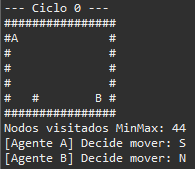 --- Ciclo 0 ---
################
#A             #
#              #
#              #
#              #
#   #       B  #
################
Nodos visitados MinMax: 44
[Agente A] Decide mover: S
[Agente B] Decide mover: N